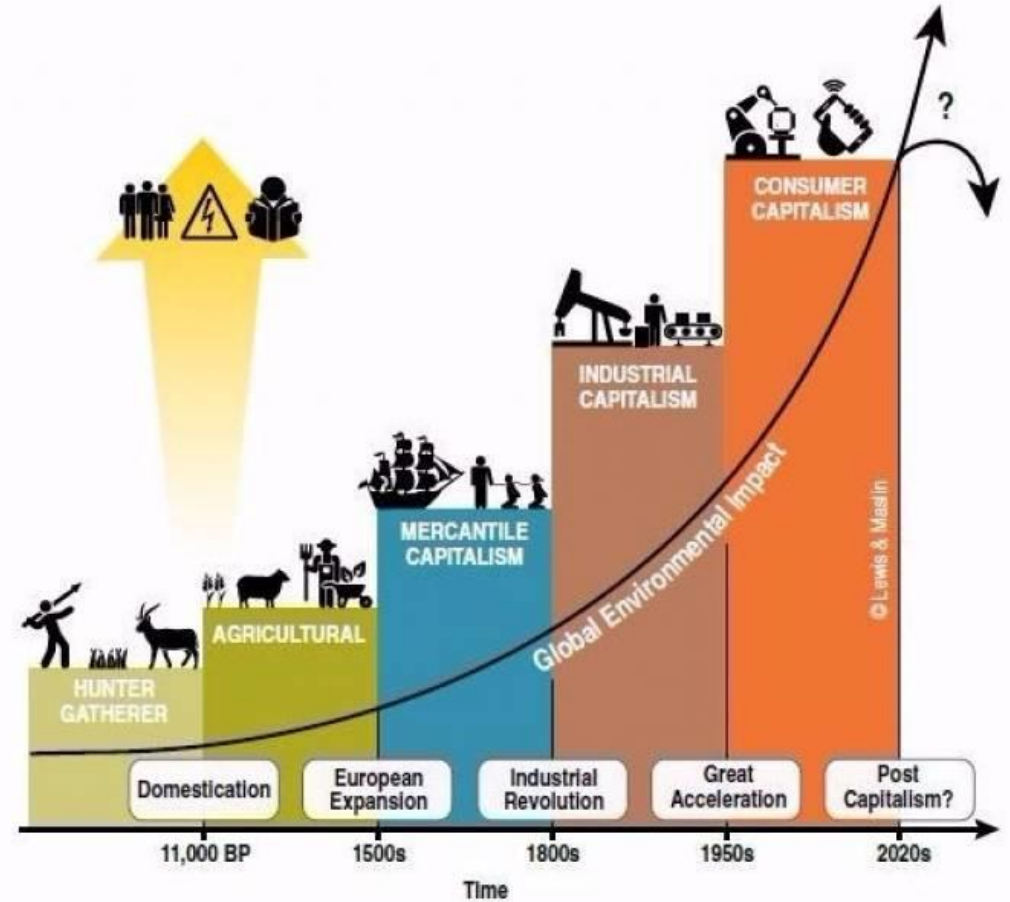 ?
CONSUMER
CAPITALISM
INDUSTRIAL
CAPITALISM
MERCANTILE
CAPITALISM
AGRICULTURAL
HUNTER
GATHERER
Global Environmental Impact
© Lewis & Maslin
Domestication
European
Expansion
Industrial
Revolution
Great
Acceleration
Post
Capitalism?
11,000 BP
1500s
1800s
1950s
2020s
Time